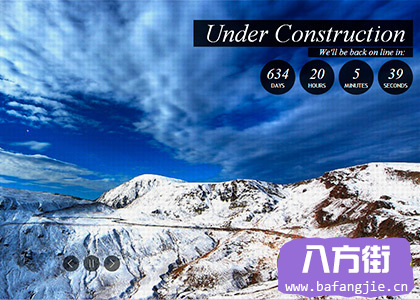 Under Construction
We'll be back on line in:
634 20 5 39
DAYS HOURS MINUTES SECONDS
八方街
www.bafangjie.cn